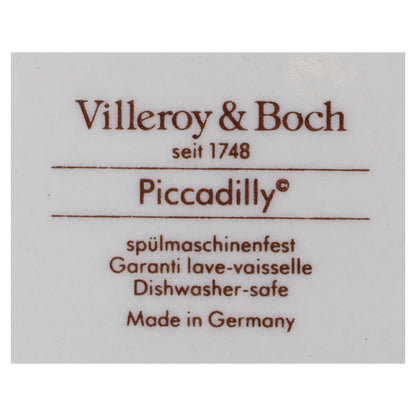 Villeroy & Boch
seit 1748
Piccadilly©
spülmaschinenfest
Garanti lave-vaisselle
Dishwasher-safe
Made in Germany